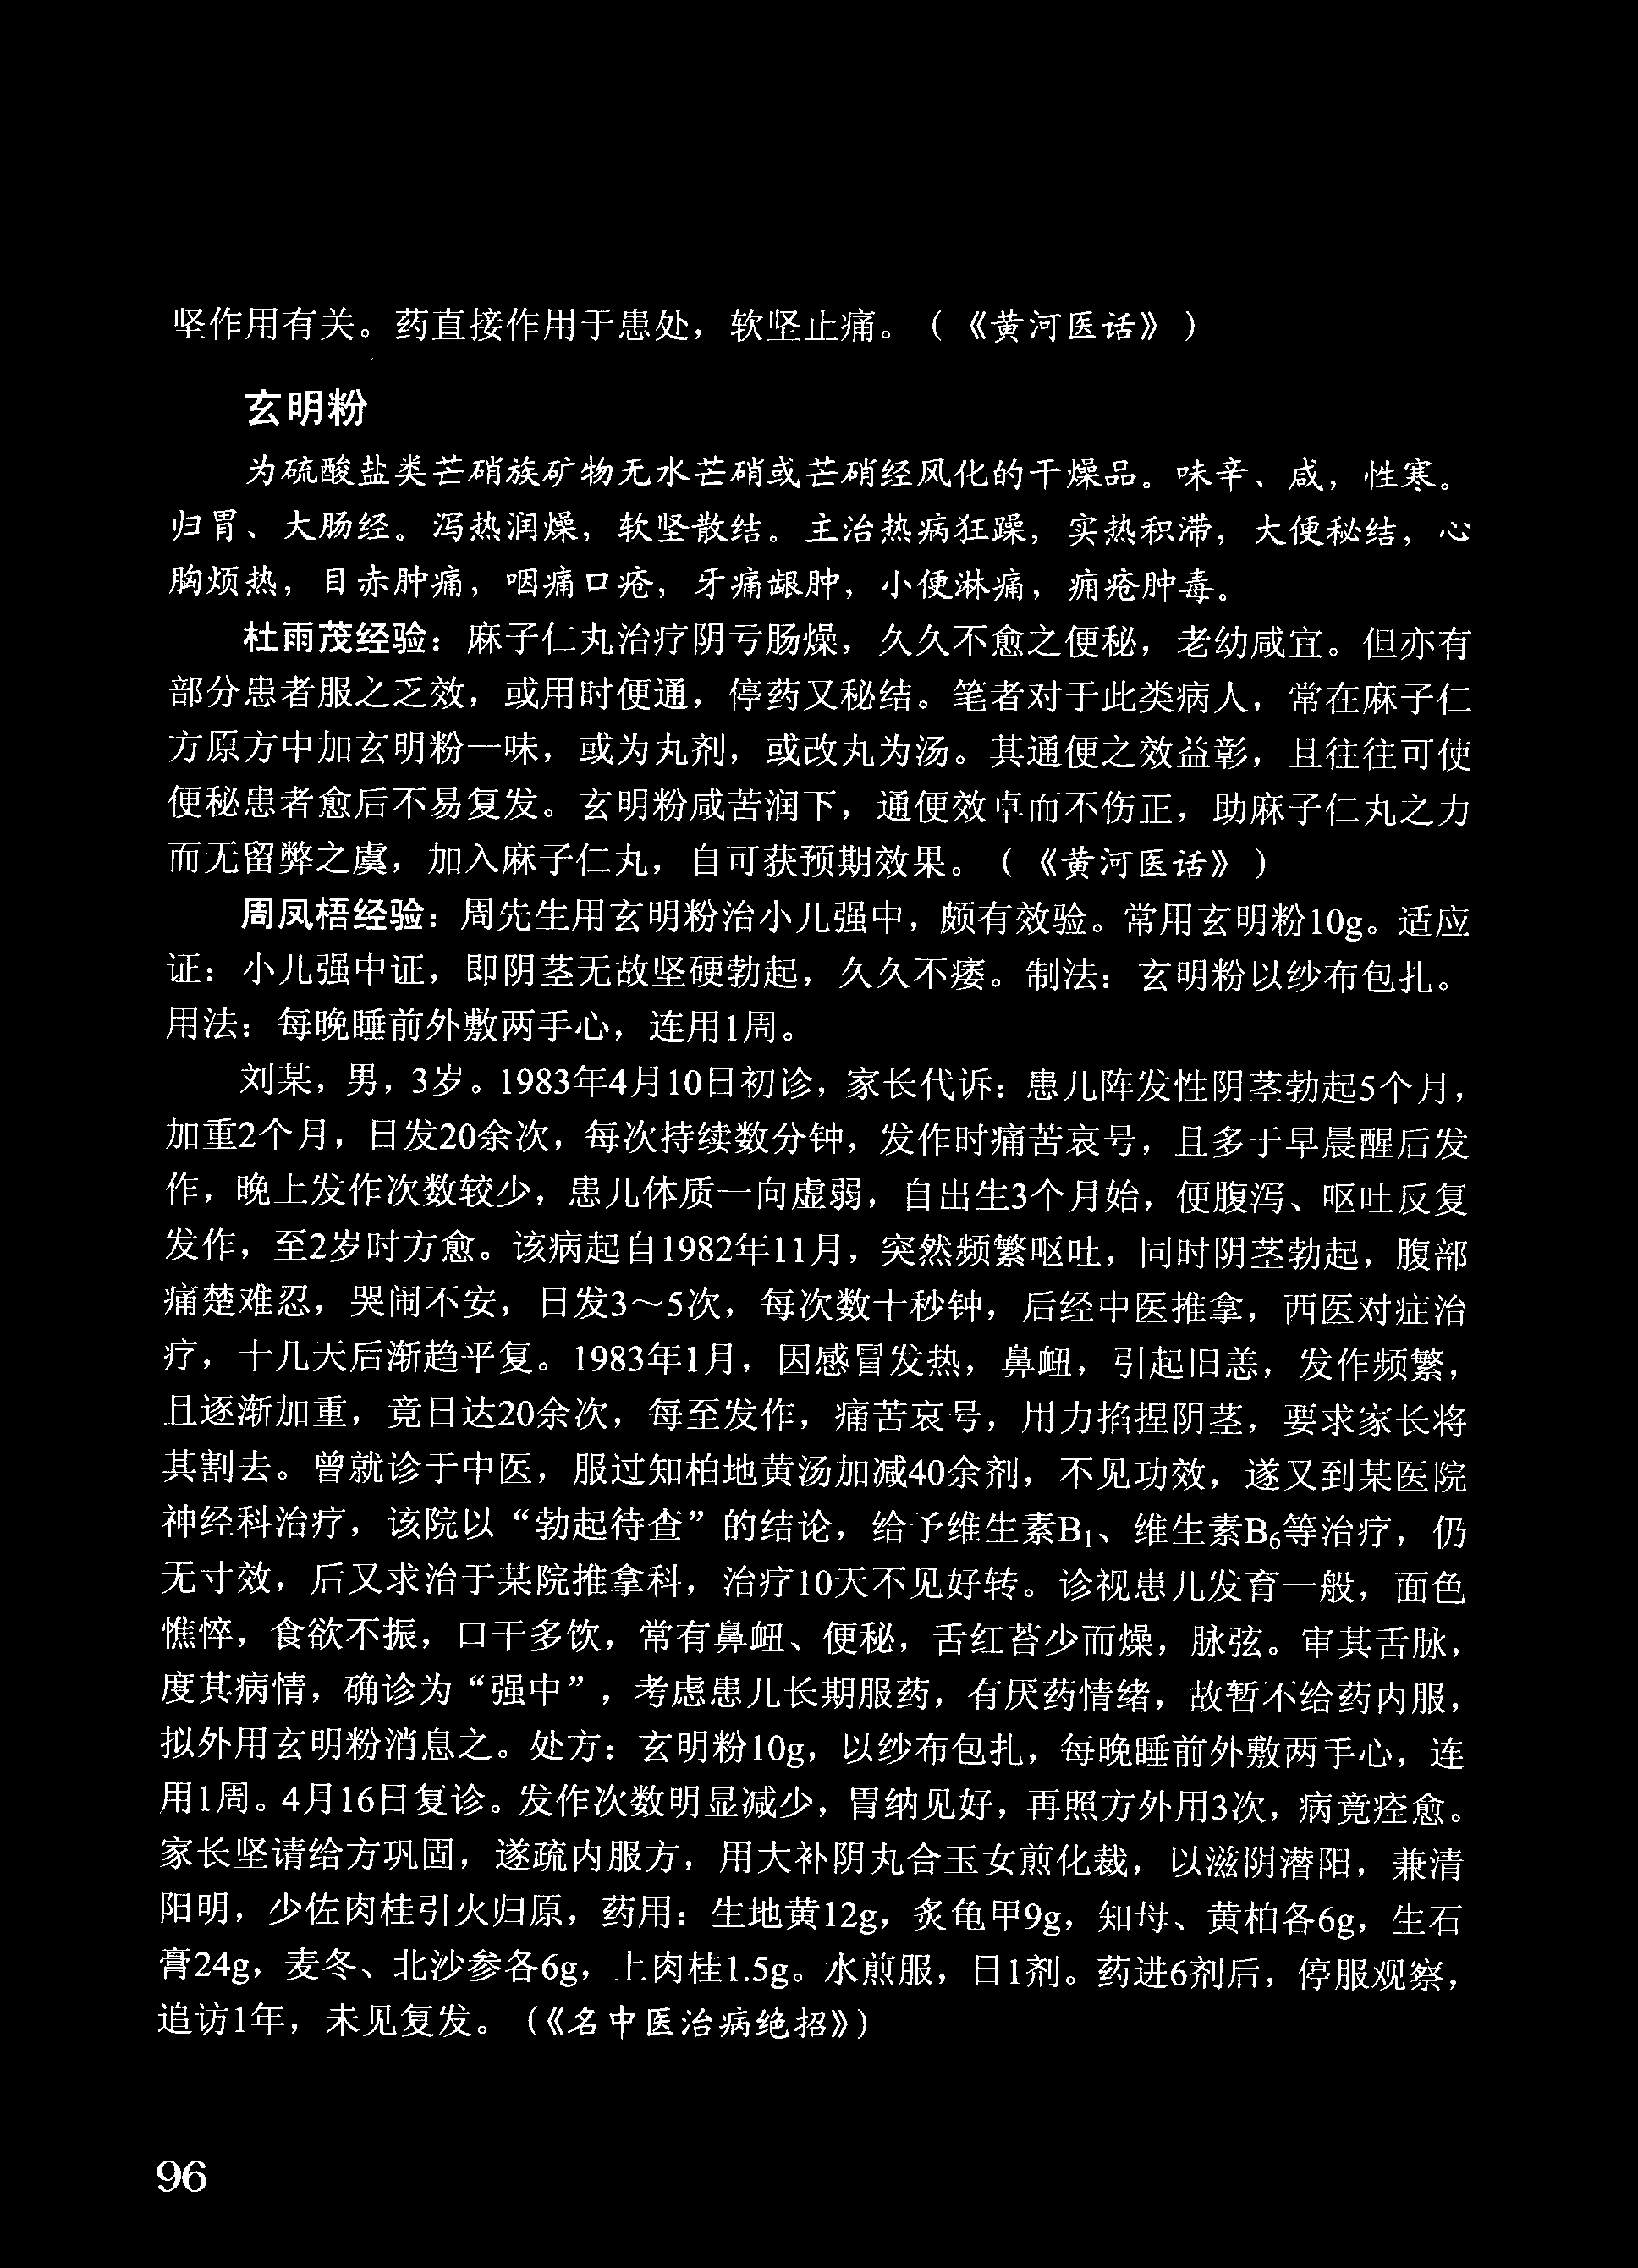 坚作用有关。药直接作用于患处，软坚止痛。（《黄河医话》）
玄明粉
为硫酸盐类芒硝族矿物无水芒硝或芒硝经风化的干燥品。味辛、咸，性寒。
归胃、大肠经。泻热润燥，软坚散结。主治热病狂躁，实热积滞，大便秘结，心
胸烦热，目赤肿痛，咽痛口疮，牙痛龈肿，小便淋痛，痈疮肿毒。
杜雨茂经验：麻子仁丸治疗阴亏肠燥，久久不愈之便秘，老幼咸宜。但亦有
部分患者服之乏效，或用时便通，停药又秘结。笔者对于此类病人，常在麻子仁
方原方中加玄明粉一味，或为丸剂，或改丸为汤。其通便之效益彰，且往往可使
便秘患者愈后不易复发。玄明粉咸苦润下，通便效卓而不伤正，助麻子仁丸之力
而无留弊之虞，加入麻子仁丸，自可获预期效果。（《黄河医话》）
周凤梧经验：周先生用玄明粉治小儿强中，颇有效验。常用玄明粉10g。适应
证：小儿强中证，即阴茎无故坚硬勃起，久久不痿。制法：玄明粉以纱布包扎。
用法：每晚睡前外敷两手心，连用1周。
刘某，男，3岁。1983年4月10日初诊，家长代诉：患儿阵发性阴茎勃起5个月，
加重2个月，日发20余次，每次持续数分钟，发作时痛苦哀号，且多于早晨醒后发
作，晚上发作次数较少，患儿体质一向虚弱，自出生3个月始，便腹泻、呕吐反复
发作，至2岁时方愈。该病起自1982年11月，突然频繁呕吐，同时阴茎勃起，腹部
痛楚难忍，哭闹不安，日发3～5次，每次数十秒钟，后经中医推拿，西医对症治
疗，十几天后渐趋平复。1983年1月，因感冒发热，鼻衄，引起旧恙，发作频繁，
且逐渐加重，竟日达20余次，每至发作，痛苦哀号，用力掐捏阴茎，要求家长将
其割去。曾就诊于中医，服过知柏地黄汤加减40余剂，不见功效，遂又到某医院
神经科治疗，该院以“勃起待查”的结论，给予维生素B₁、维生素B₆等治疗，仍
无寸效，后又求治于某院推拿科，治疗10天不见好转。诊视患儿发育一般，面色
憔悴，食欲不振，口干多饮，常有鼻衄、便秘，舌红苔少而燥，脉弦。审其舌脉，
度其病情，确诊为“强中”，考虑患儿长期服药，有厌药情绪，故暂不给药内服，
拟外用玄明粉消息之。处方：玄明粉10g，以纱布包扎，每晚睡前外敷两手心，连
用1周。4月16日复诊。发作次数明显减少，胃纳见好，再照方外用3次，病竟痊愈。
家长坚请给方巩固，遂疏内服方，用大补阴丸合玉女煎化裁，以滋阴潜阳，兼清
阳明，少佐肉桂引火归原，药用：生地黄12g，炙龟甲9g，知母、黄柏各6g，生石
膏24g，麦冬、北沙参各6g，上肉桂1.5g。水煎服，日1剂。药进6剂后，停服观察，
追访1年，未见复发。（《名中医治病绝招》）
96